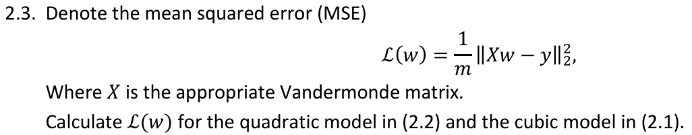 2.3. Denote the mean squared error (MSE)
ℒ(w) = 1/m ‖Xw − y‖₂²,
Where X is the appropriate Vandermonde matrix.
Calculate ℒ(w) for the quadratic model in (2.2) and the cubic model in (2.1).